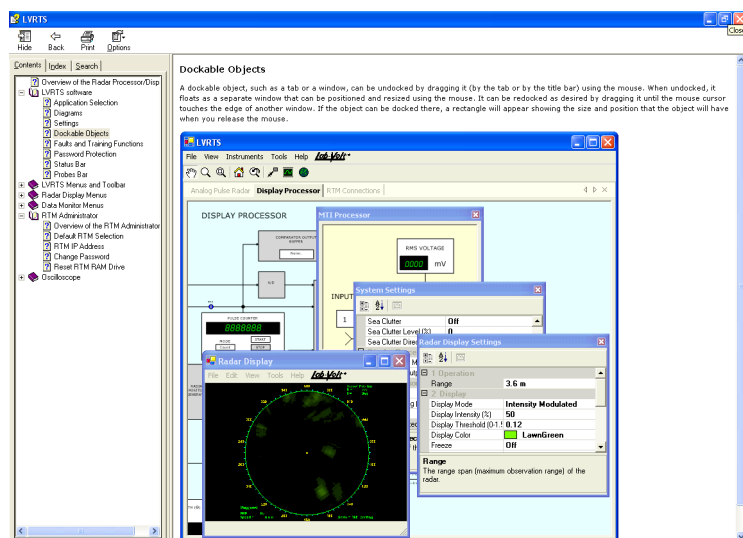 LVRTS
Close
Hide
Back
Print
Options
Contents
Index
Search
Overview of the Radar Processor/Disp
LVRTS software
Application Selection
Diagrams
Settings
Dockable Objects
Faults and Training Functions
Password Protection
Status Bar
Probes Bar
LVRTS Menus and Toolbar
Radar Display Menus
Data Monitor Menus
RTM Administrator
Overview of the RTM Administrator
Default RTM Selection
RTM IP Address
Change Password
Reset RTM RAM Drive
Oscilloscope
Dockable Objects
A dockable object, such as a tab or a window, can be undocked by dragging it (by the tab or by the title bar) using the mouse. When undocked, it
floats as a separate window that can be positioned and resized using the mouse. It can be redocked as desired by dragging it until the mouse cursor
touches the edge of another window. If the object can be docked there, a rectangle will appear showing the size and position that the object will have
when you release the mouse.
LVRTS
File View Instruments Tools Help Lab-Volt
Analog Pulse Radar Display Processor RTM Connections
DISPLAY PROCESSOR
MTI Processor
RMS VOLTAGE
0000 mV
INPUT
1
PULSE COUNTER
MODE
START
System Settings
Sea Clutter Off
Sea Clutter Level (%) 0
Sea Clutter Direc
Radar Display Settings
1 Operation
Range 3.6 m
2 Display
Display Mode Intensity Modulated
Display Intensity (%) 50
Display Threshold (0-1.5 0.12
Display Color LawnGreen
Freeze Off
Range
The range span (maximum observation range) of the
radar.
Radar Display
File Edit View Tools Help Lab-Volt